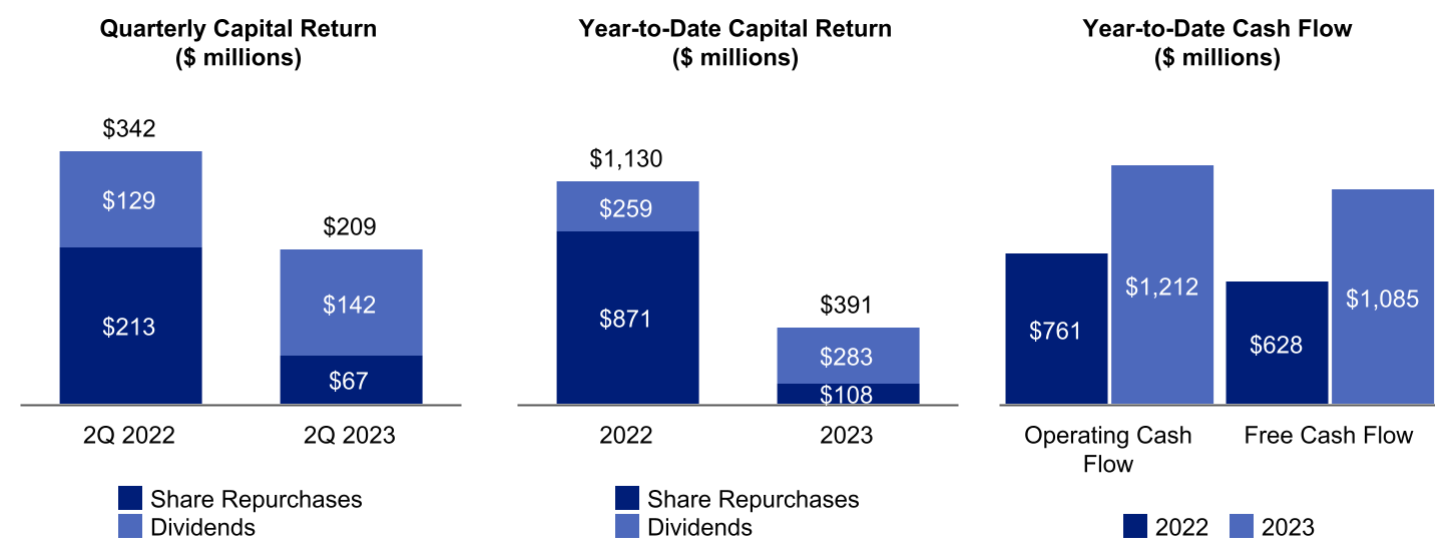 Quarterly Capital Return
($ millions)
$342
$129
$213
$209
$142
$67
2Q 2022
2Q 2023
Share Repurchases
Dividends
Year-to-Date Capital Return
($ millions)
$1,130
$259
$871
$391
$283
$108
2022
2023
Share Repurchases
Dividends
Year-to-Date Cash Flow
($ millions)
$761
$1,212
$628
$1,085
Operating Cash
Flow
Free Cash Flow
2022
2023